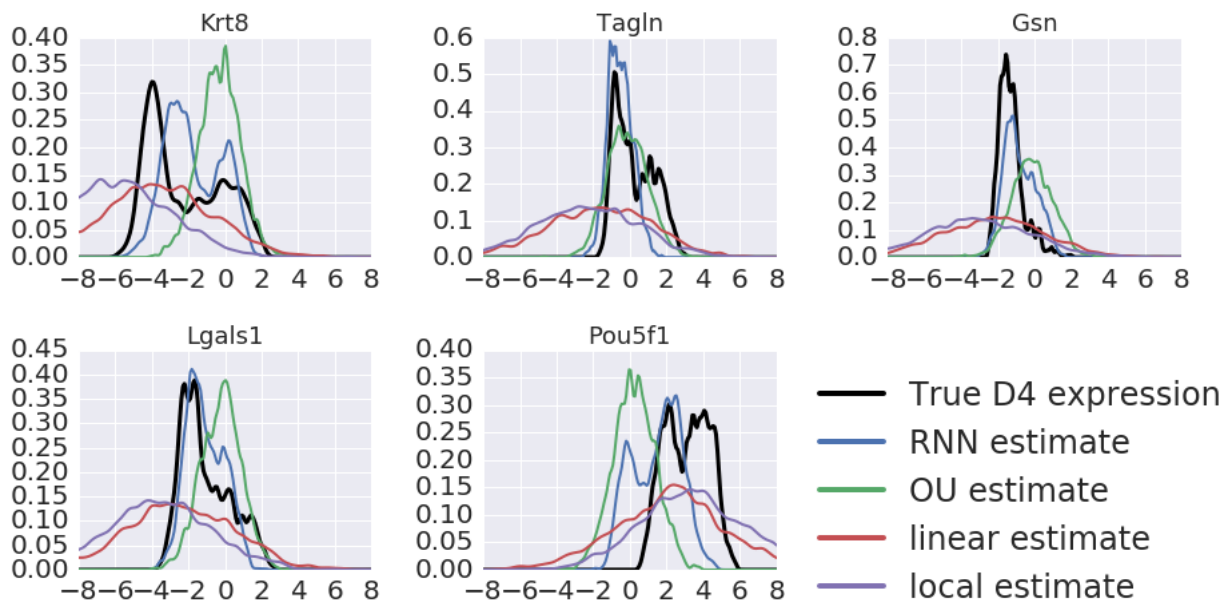 Krt8
0.40
0.35
0.30
0.25
0.20
0.15
0.10
0.05
0.00
−8 −6 −4 −2 0 2 4 6 8
Tagln
0.6
0.5
0.4
0.3
0.2
0.1
0.0
−8 −6 −4 −2 0 2 4 6 8
Gsn
0.8
0.7
0.6
0.5
0.4
0.3
0.2
0.1
0.0
−8 −6 −4 −2 0 2 4 6 8
Lgals1
0.45
0.40
0.35
0.30
0.25
0.20
0.15
0.10
0.05
0.00
−8 −6 −4 −2 0 2 4 6 8
Pou5f1
0.40
0.35
0.30
0.25
0.20
0.15
0.10
0.05
0.00
−8 −6 −4 −2 0 2 4 6 8
True D4 expression
RNN estimate
OU estimate
linear estimate
local estimate